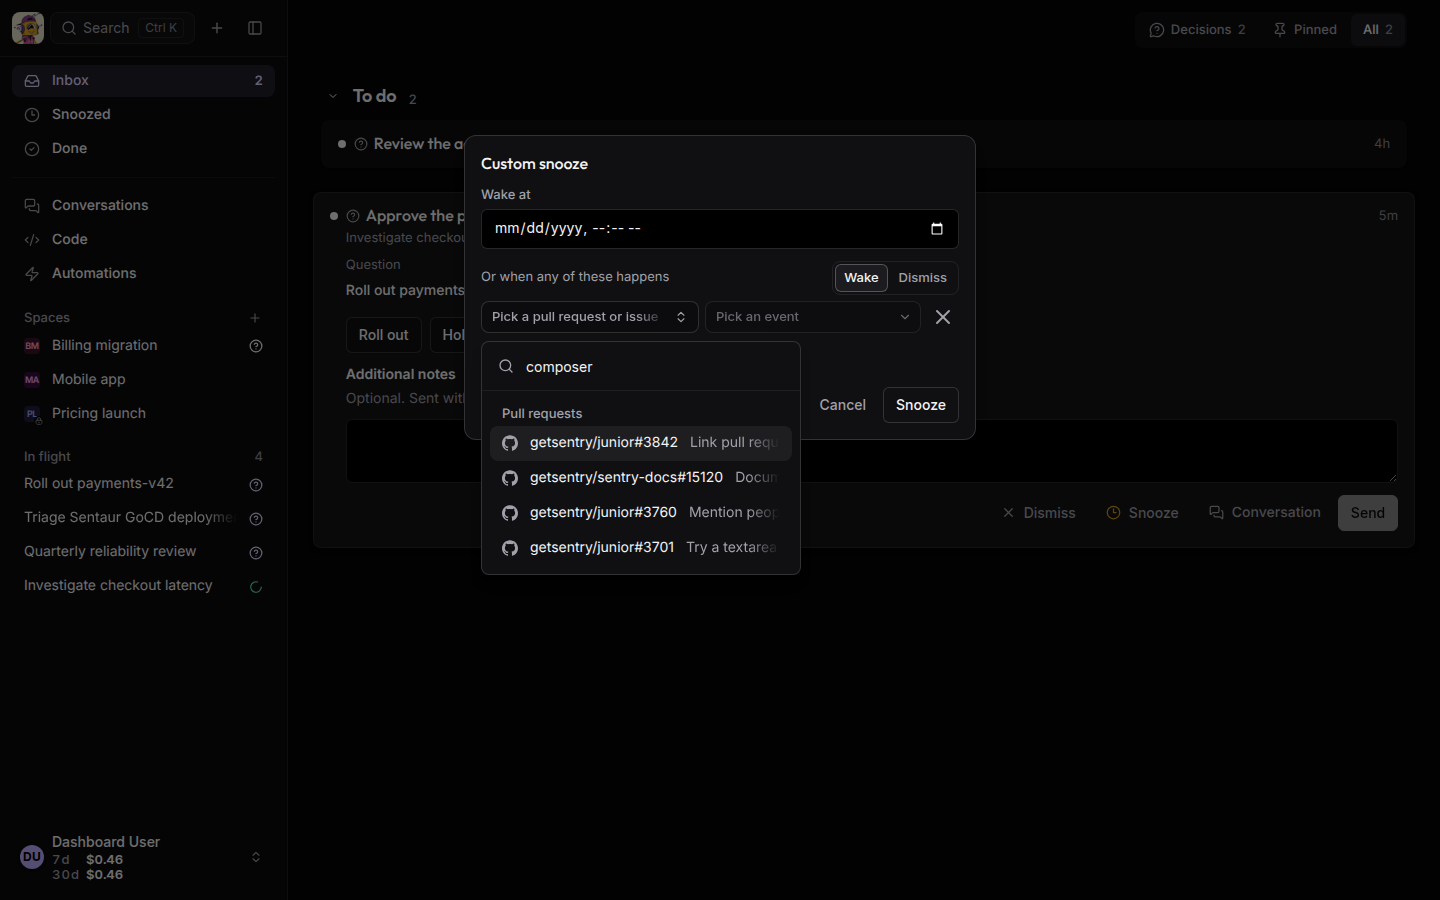 Search Ctrl K
Decisions 2
Pinned
All 2
Inbox 2
Snoozed
Done
Conversations
Code
Automations
Spaces
BM Billing migration
MA Mobile app
PL Pricing launch
In flight 4
Roll out payments-v42
Triage Sentaur GoCD deployme
Quarterly reliability review
Investigate checkout latency
Dashboard User
DU
7d $0.46
30d $0.46
To do 2
Review the a
4h
Approve the p
5m
Investigate checkou
Question
Roll out payments
Roll out
Hol
Additional notes
Optional. Sent with
Dismiss
Snooze
Conversation
Send
Custom snooze
Wake at
mm/dd/yyyy, --:-- --
Or when any of these happens
Wake
Dismiss
Pick a pull request or issue
Pick an event
Cancel
Snooze
composer
Pull requests
getsentry/junior#3842 Link pull requ
getsentry/sentry-docs#15120 Docum
getsentry/junior#3760 Mention peop
getsentry/junior#3701 Try a textarea